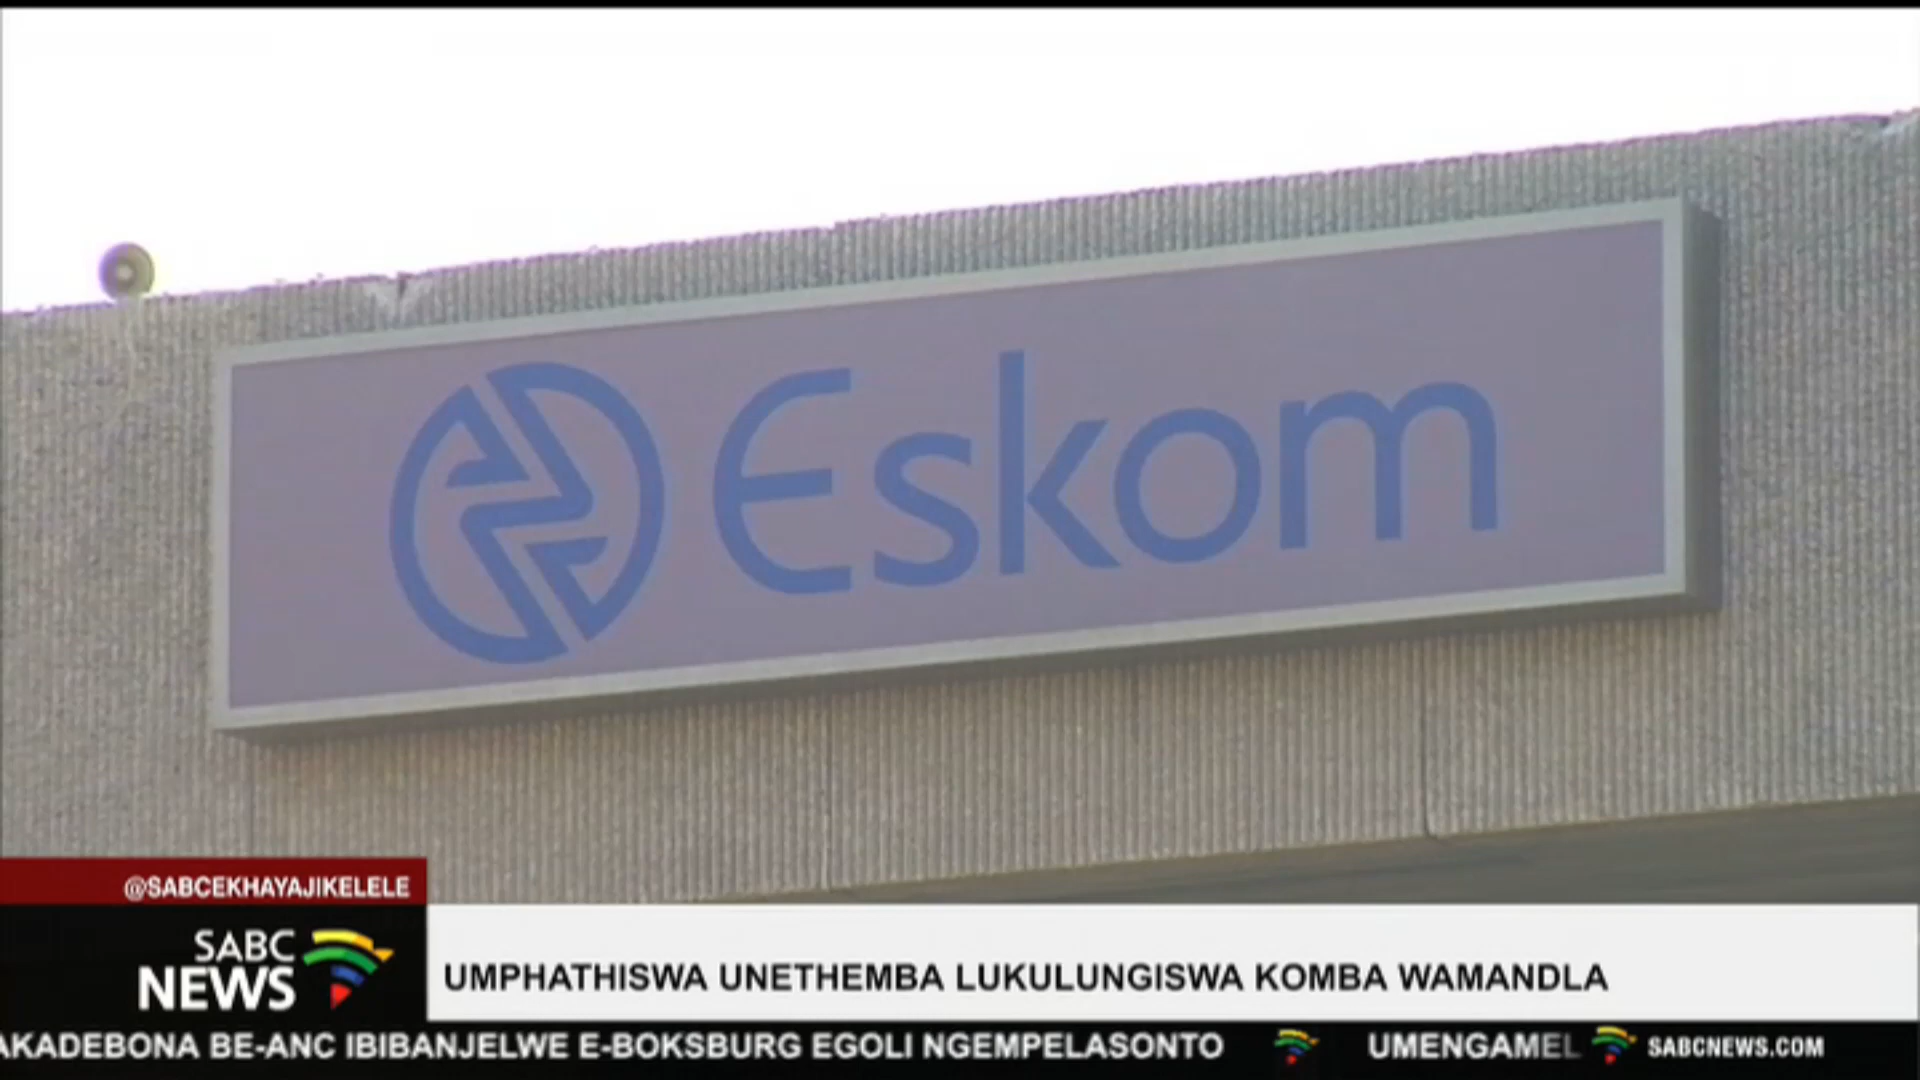 Eskom
@SABCEKHAYAJIKELELE
SABC
NEWS
UMPHATHISWA UNETHEMBA LUKULUNGISWA KOMBA WAMANDLA
AKADEBONA BE-ANC IBIBANJELWE E-BOKSBURG EGOLI NGEMPELASONTO
UMENGAMEL
SABCNEWS.COM